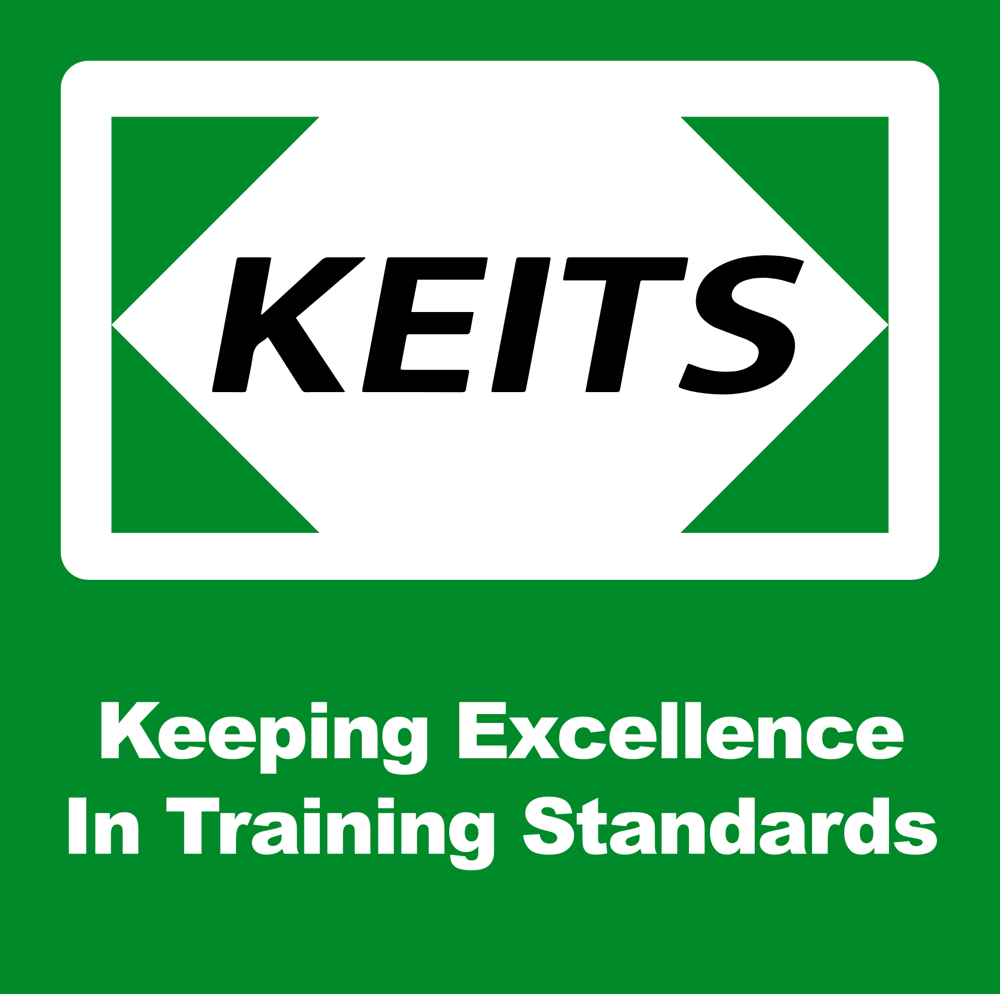 KEITS
Keeping Excellence
In Training Standards